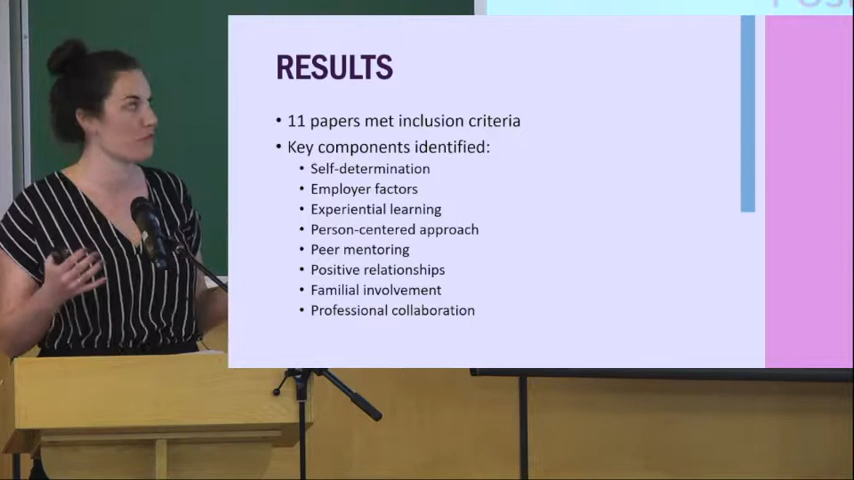 RESULTS
• 11 papers met inclusion criteria
• Key components identified:
• Self-determination
• Employer factors
• Experiential learning
• Person-centered approach
• Peer mentoring
• Positive relationships
• Familial involvement
• Professional collaboration